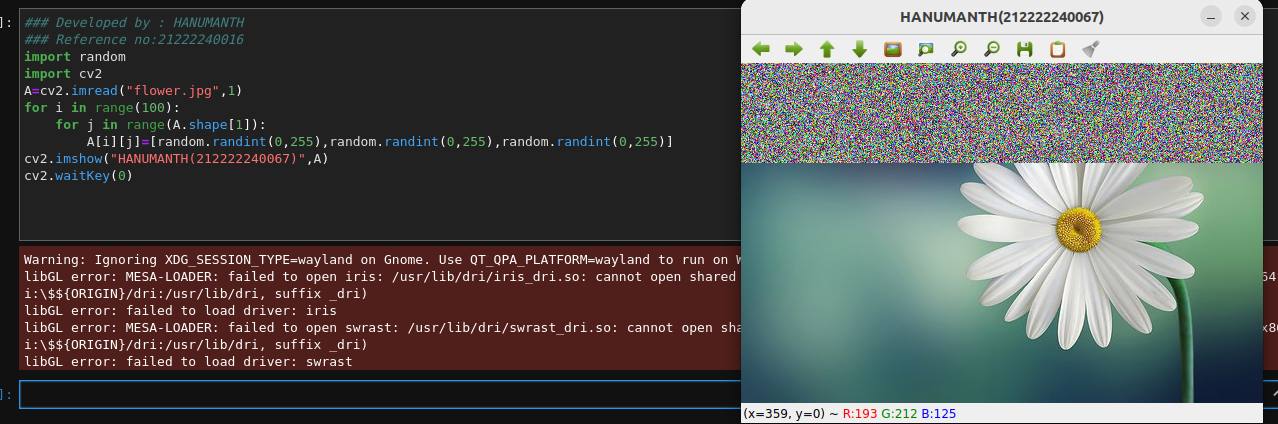 ]:
### Developed by : HANUMANTH
### Reference no:21222240016
import random
import cv2
A=cv2.imread("flower.jpg",1)
for i in range(100):
    for j in range(A.shape[1]):
        A[i][j]=[random.randint(0,255),random.randint(0,255),random.randint(0,255)]
cv2.imshow("HANUMANTH(212222240067)",A)
cv2.waitKey(0)
Warning: Ignoring XDG_SESSION_TYPE=wayland on Gnome. Use QT_QPA_PLATFORM=wayland to run on
libGL error: MESA-LOADER: failed to open iris: /usr/lib/dri/iris_dri.so: cannot open shared 64
i:\$${ORIGIN}/dri:/usr/lib/dri, suffix _dri)
libGL error: failed to load driver: iris
libGL error: MESA-LOADER: failed to open swrast: /usr/lib/dri/swrast_dri.so: cannot open sha x86
i:\$${ORIGIN}/dri:/usr/lib/dri, suffix _dri)
libGL error: failed to load driver: swrast
]:
HANUMANTH(212222240067)
(x=359, y=0) ~ R:193 G:212 B:125